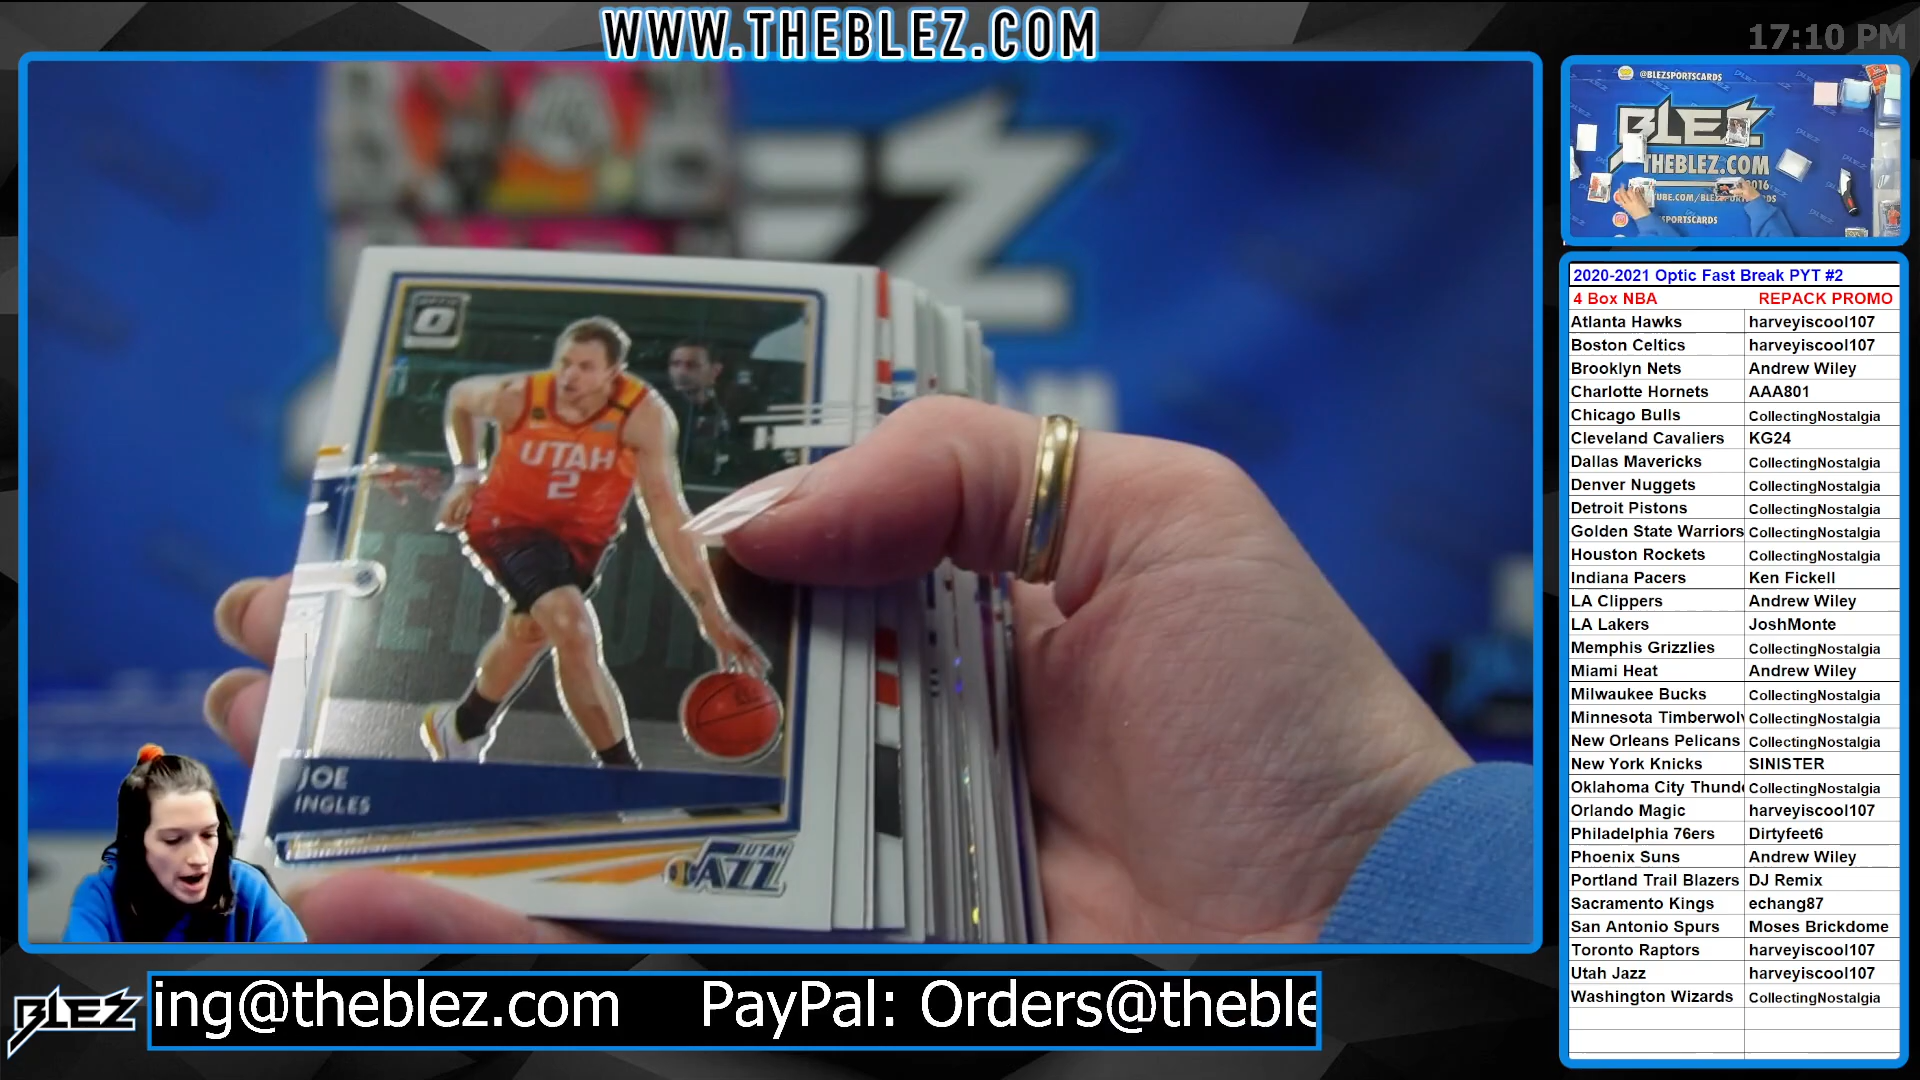 WWW.THEBLEZ.COM
17:10 PM
@BLEZSPORTSCARDS
BLEZ
THEBLEZ.COM
2020-2021 Optic Fast Break PYT #2
4 Box NBA REPACK PROMO
Atlanta Hawks harveyiscool107
Boston Celtics harveyiscool107
Brooklyn Nets Andrew Wiley
Charlotte Hornets AAA801
Chicago Bulls CollectingNostalgia
Cleveland Cavaliers KG24
Dallas Mavericks CollectingNostalgia
Denver Nuggets CollectingNostalgia
Detroit Pistons CollectingNostalgia
Golden State Warriors CollectingNostalgia
Houston Rockets CollectingNostalgia
Indiana Pacers Ken Fickell
LA Clippers Andrew Wiley
LA Lakers JoshMonte
Memphis Grizzlies CollectingNostalgia
Miami Heat Andrew Wiley
Milwaukee Bucks CollectingNostalgia
Minnesota Timberwolv CollectingNostalgia
New Orleans Pelicans CollectingNostalgia
New York Knicks SINISTER
Oklahoma City Thund CollectingNostalgia
Orlando Magic harveyiscool107
Philadelphia 76ers Dirtyfeet6
Phoenix Suns Andrew Wiley
Portland Trail Blazers DJ Remix
Sacramento Kings echang87
San Antonio Spurs Moses Brickdome
Toronto Raptors harveyiscool107
Utah Jazz harveyiscool107
Washington Wizards CollectingNostalgia
OPTIC
UTAH
2
JOE
INGLES
UTAH
JAZZ
BLEZ
ing@theblez.com PayPal: Orders@theble